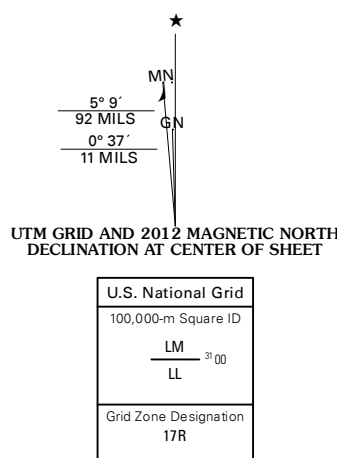 ★
MN
5° 9´
92 MILS
GN
0° 37´
11 MILS
UTM GRID AND 2012 MAGNETIC NORTH
DECLINATION AT CENTER OF SHEET
U.S. National Grid
100,000-m Square ID
LM
31 00
LL
Grid Zone Designation
17R